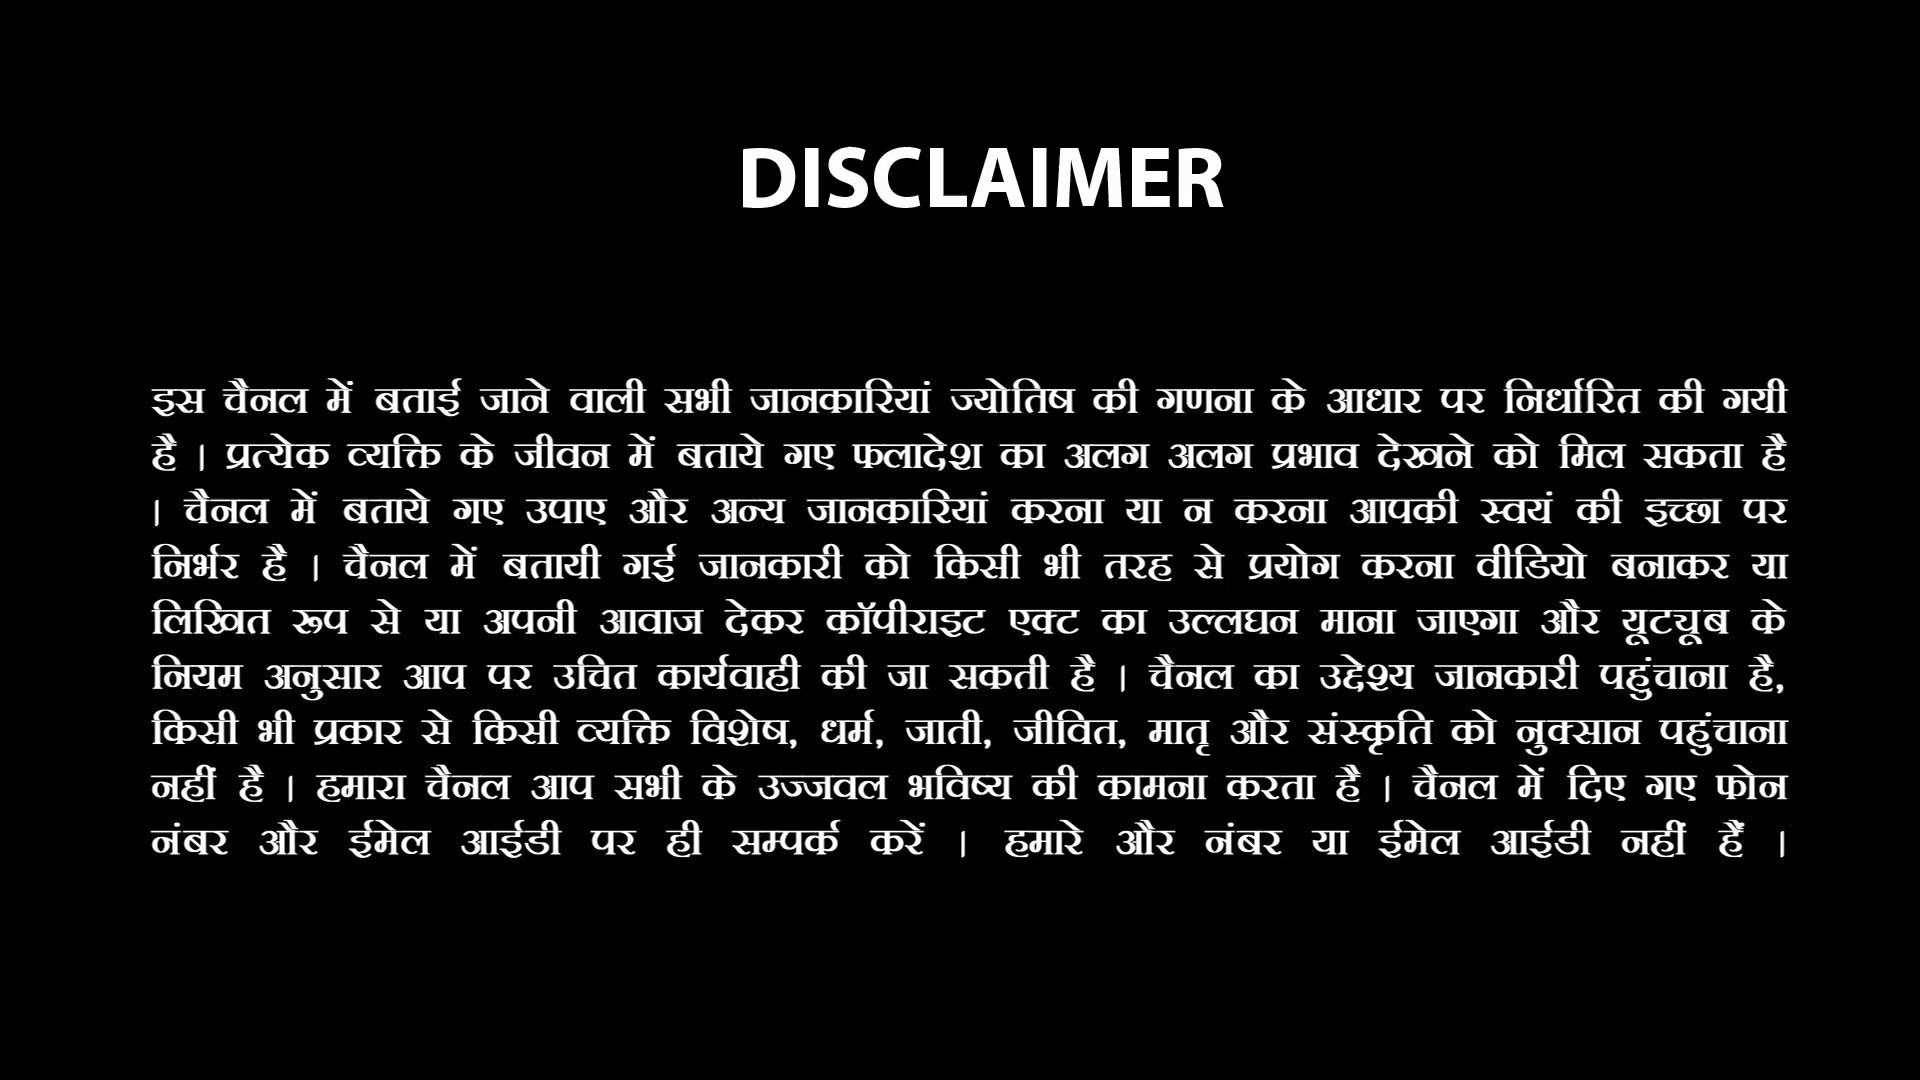 DISCLAIMER
इस चैनल में बताई जाने वाली सभी जानकारियां ज्योतिष की गणना के आधार पर निर्धारित की गयी
है । प्रत्येक व्यक्ति के जीवन में बताये गए फलादेश का अलग अलग प्रभाव देखने को मिल सकता है
। चैनल में बताये गए उपाए और अन्य जानकारियां करना या न करना आपकी स्वयं की इच्छा पर
निर्भर है । चैनल में बतायी गई जानकारी को किसी भी तरह से प्रयोग करना वीडियो बनाकर या
लिखित रूप से या अपनी आवाज देकर कॉपीराइट एक्ट का उल्लघन माना जाएगा और यूट्यूब के
नियम अनुसार आप पर उचित कार्यवाही की जा सकती है । चैनल का उद्देश्य जानकारी पहुंचाना है,
किसी भी प्रकार से किसी व्यक्ति विशेष, धर्म, जाती, जीवित, मातृ और संस्कृति को नुक्सान पहुंचाना
नहीं है । हमारा चैनल आप सभी के उज्जवल भविष्य की कामना करता है । चैनल में दिए गए फोन
नंबर और ईमेल आईडी पर ही सम्पर्क करें । हमारे और नंबर या ईमेल आईडी नहीं हैं ।